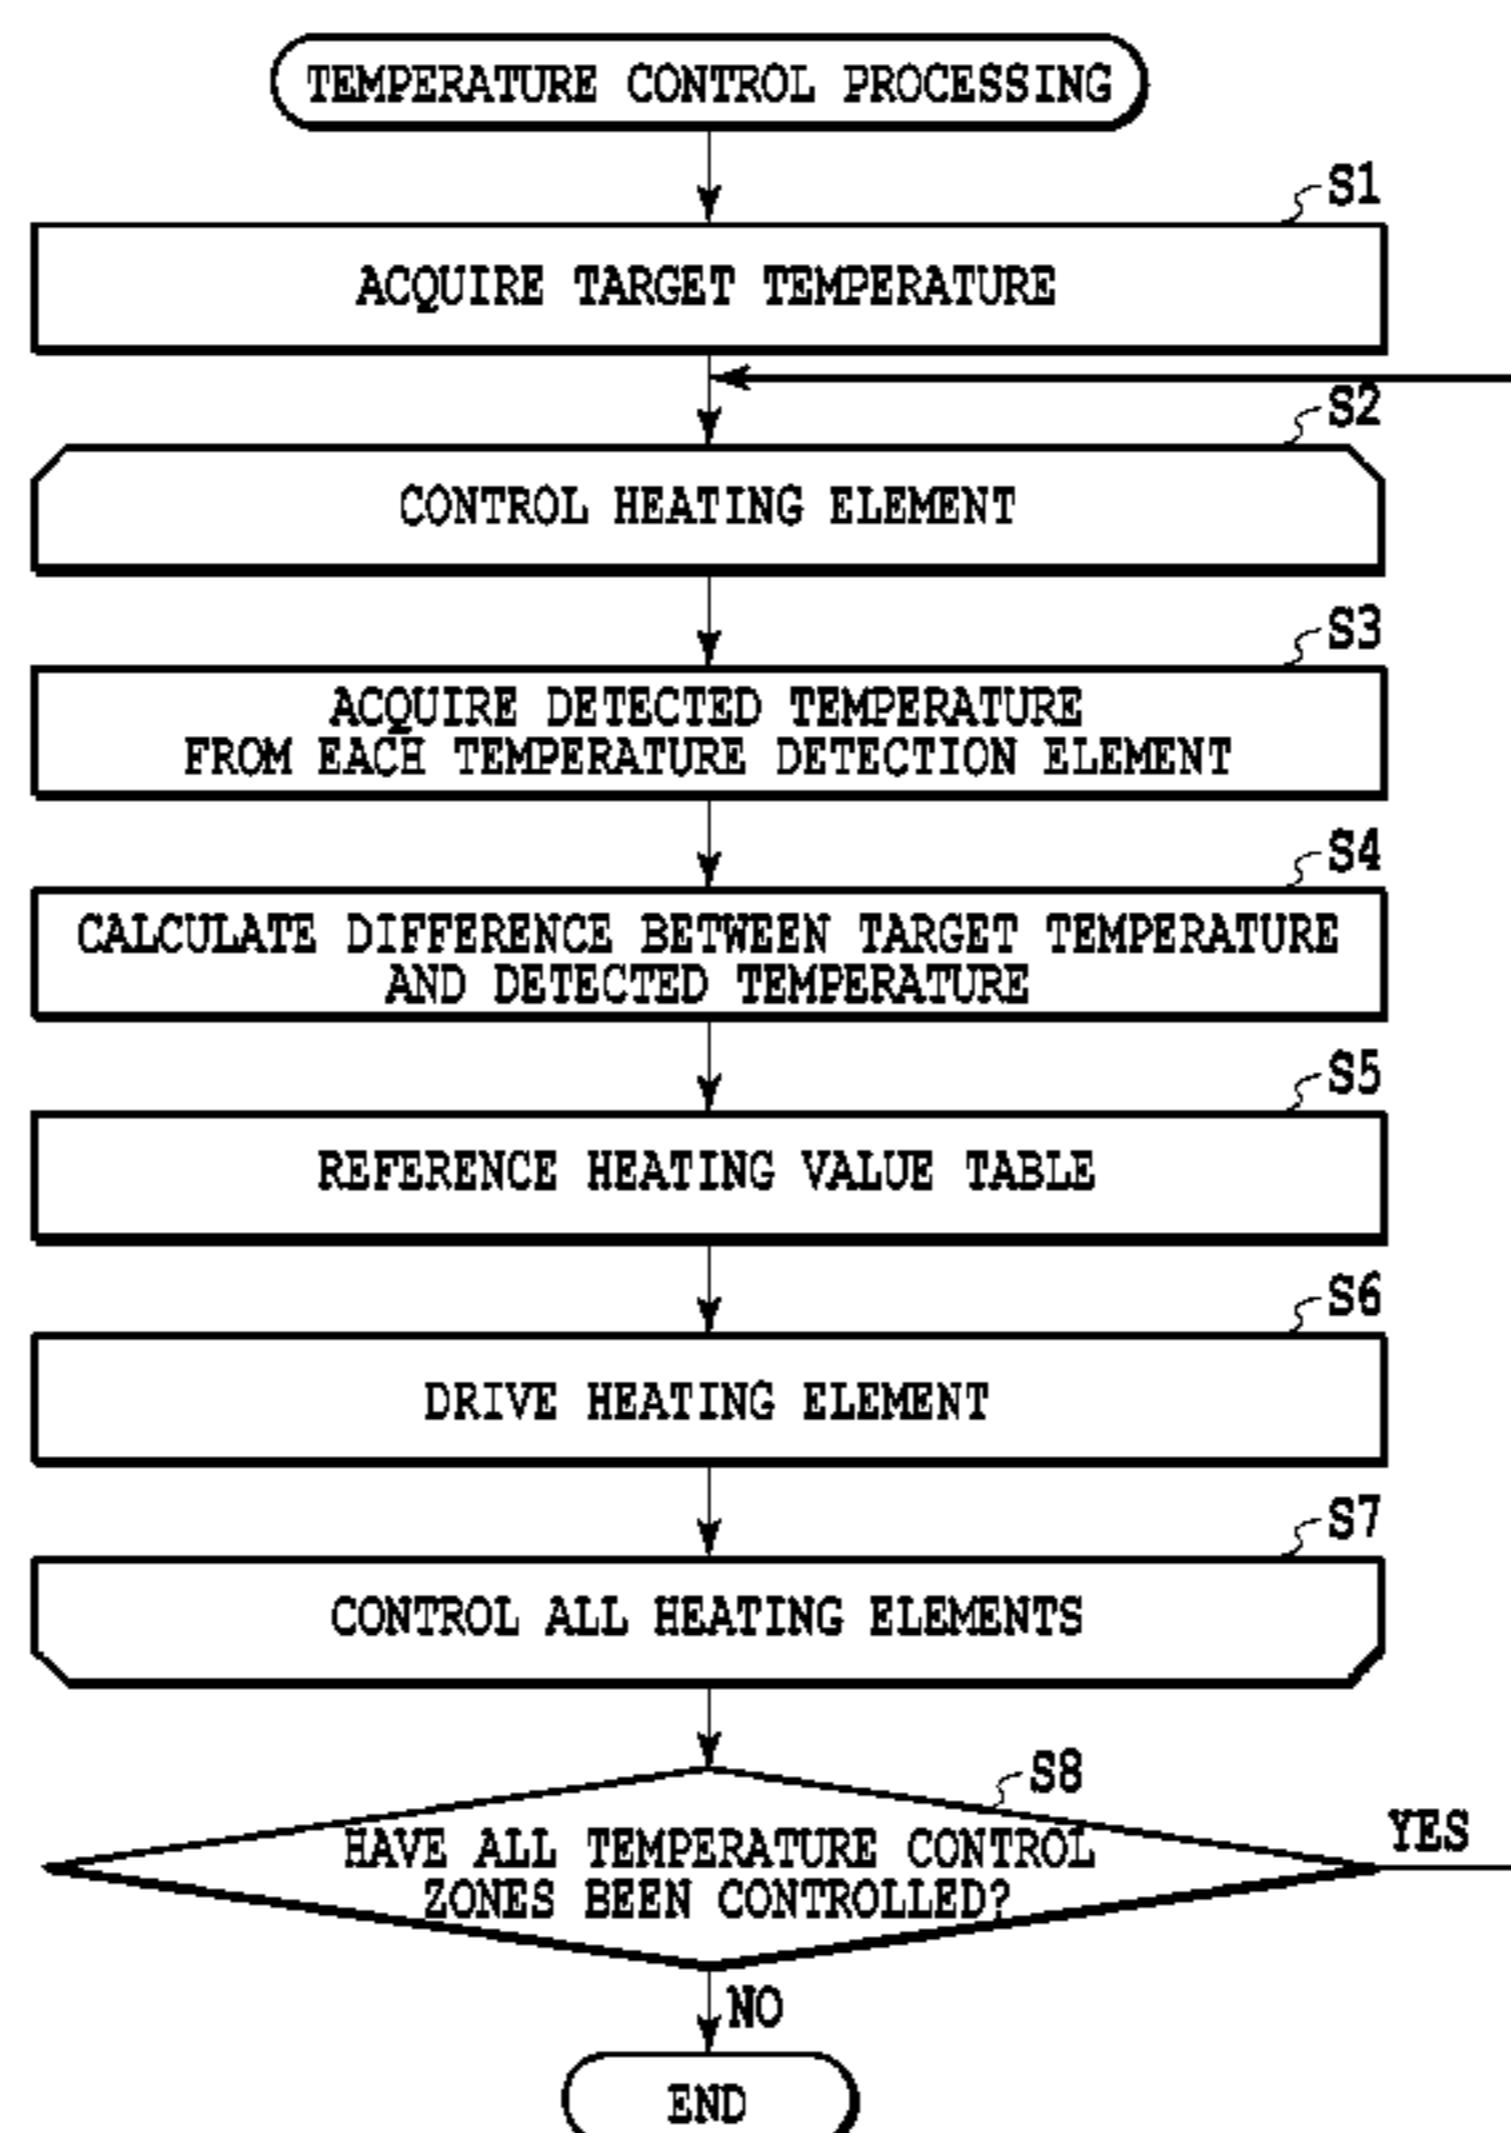 TEMPERATURE CONTROL PROCESSING
S1
ACQUIRE TARGET TEMPERATURE
S2
CONTROL HEATING ELEMENT
S3
ACQUIRE DETECTED TEMPERATURE
FROM EACH TEMPERATURE DETECTION ELEMENT
S4
CALCULATE DIFFERENCE BETWEEN TARGET TEMPERATURE
AND DETECTED TEMPERATURE
S5
REFERENCE HEATING VALUE TABLE
S6
DRIVE HEATING ELEMENT
S7
CONTROL ALL HEATING ELEMENTS
S8
HAVE ALL TEMPERATURE CONTROL
ZONES BEEN CONTROLLED?
YES
NO
END